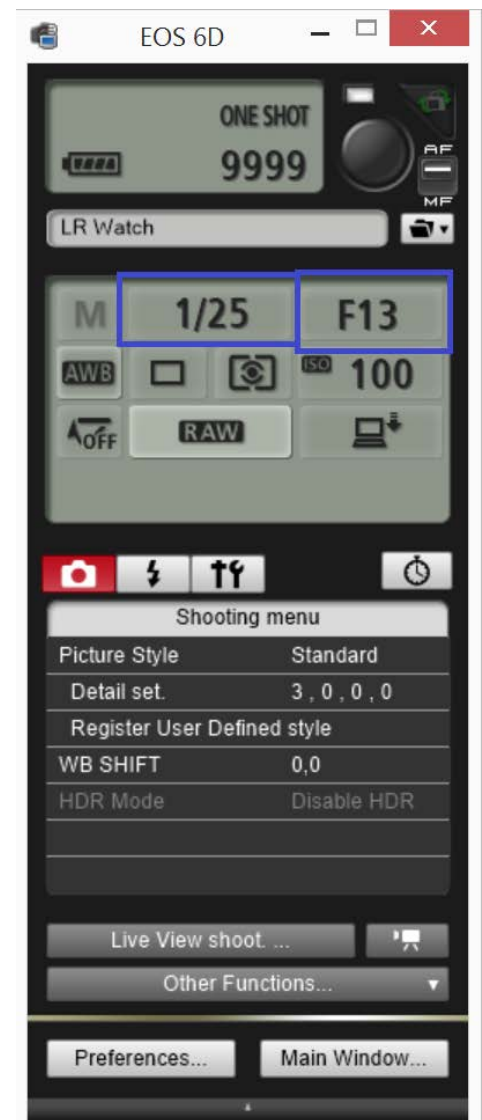 EOS 6D
ONE SHOT
9999
AF
MF
LR Watch
M 1/25 F13
AWB ISO 100
OFF RAW
Shooting menu
Picture Style Standard
Detail set. 3 , 0 , 0 , 0
Register User Defined style
WB SHIFT 0,0
HDR Mode Disable HDR
Live View shoot. ...
Other Functions...
Preferences... Main Window...